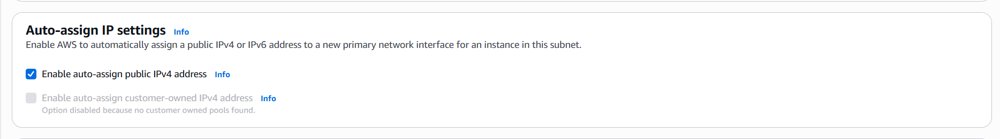 Auto-assign IP settings Info
Enable AWS to automatically assign a public IPv4 or IPv6 address to a new primary network interface for an instance in this subnet.
Enable auto-assign public IPv4 address Info
Enable auto-assign customer-owned IPv4 address Info
Option disabled because no customer owned pools found.